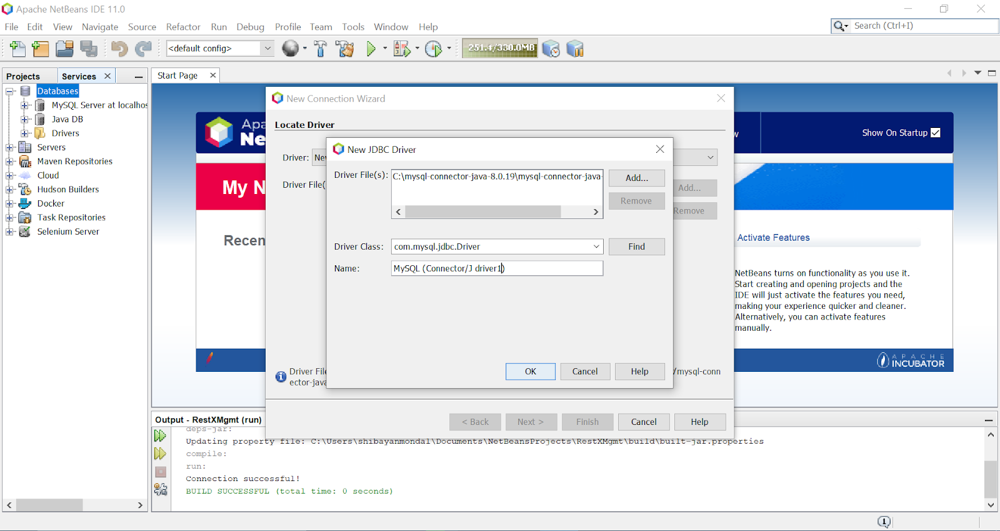 Apache NetBeans IDE 11.0
File Edit View Navigate Source Refactor Run Debug Profile Team Tools Window Help
Search (Ctrl+I)
<default config>
251.4/330.0MB
Projects Services
Start Page
Databases
MySQL Server at localhos
Java DB
Drivers
Servers
Maven Repositories
Cloud
Hudson Builders
Docker
Task Repositories
Selenium Server
New Connection Wizard
Locate Driver
Driver: Ne
Driver File(
Add...
Remove
New JDBC Driver
Driver File(s): C:\mysql-connector-java-8.0.19\mysql-connector-java-
Add...
Remove
Driver Class: com.mysql.jdbc.Driver
Find
Name: MySQL (Connector/J driver1)
OK Cancel Help
Driver File
ector-java
/mysql-conn
< Back Next > Finish Cancel Help
Apa
Ne
w
Show On Startup
My N
Recen
Activate Features
NetBeans turns on functionality as you use it.
Start creating and opening projects and the
IDE will just activate the features you need,
making your experience quicker and cleaner.
Alternatively, you can activate features
manually.
APACHE
INCUBATOR
Output - RestXMgmt (run)
deps-jar:
Updating property file: C:\Users\shibayanmondal\Documents\NetBeansProjects\RestXMgmt\build\built-jar.properties
compile:
run:
Connection successful!
BUILD SUCCESSFUL (total time: 0 seconds)
1